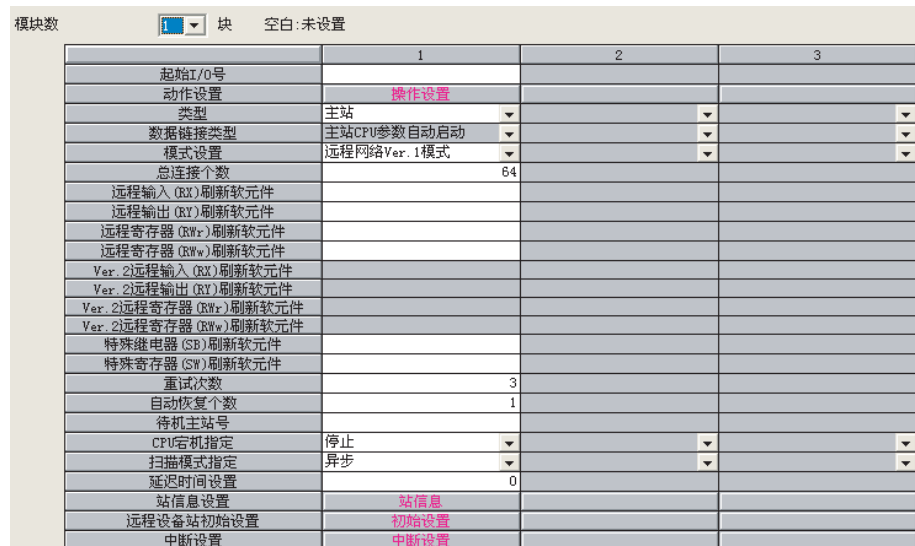 模块数 1 块 空白:未设置
1 2 3
起始I/O号
动作设置 操作设置
类型 主站
数据链接类型 主站CPU参数自动启动
模式设置 远程网络Ver.1模式
总连接个数 64
远程输入(RX)刷新软元件
远程输出(RY)刷新软元件
远程寄存器(RWr)刷新软元件
远程寄存器(RWw)刷新软元件
Ver.2远程输入(RX)刷新软元件
Ver.2远程输出(RY)刷新软元件
Ver.2远程寄存器(RWr)刷新软元件
Ver.2远程寄存器(RWw)刷新软元件
特殊继电器(SB)刷新软元件
特殊寄存器(SW)刷新软元件
重试次数 3
自动恢复个数 1
待机主站号
CPU宕机指定 停止
扫描模式指定 异步
延迟时间设置 0
站信息设置 站信息
远程设备站初始设置 初始设置
中断设置 中断设置